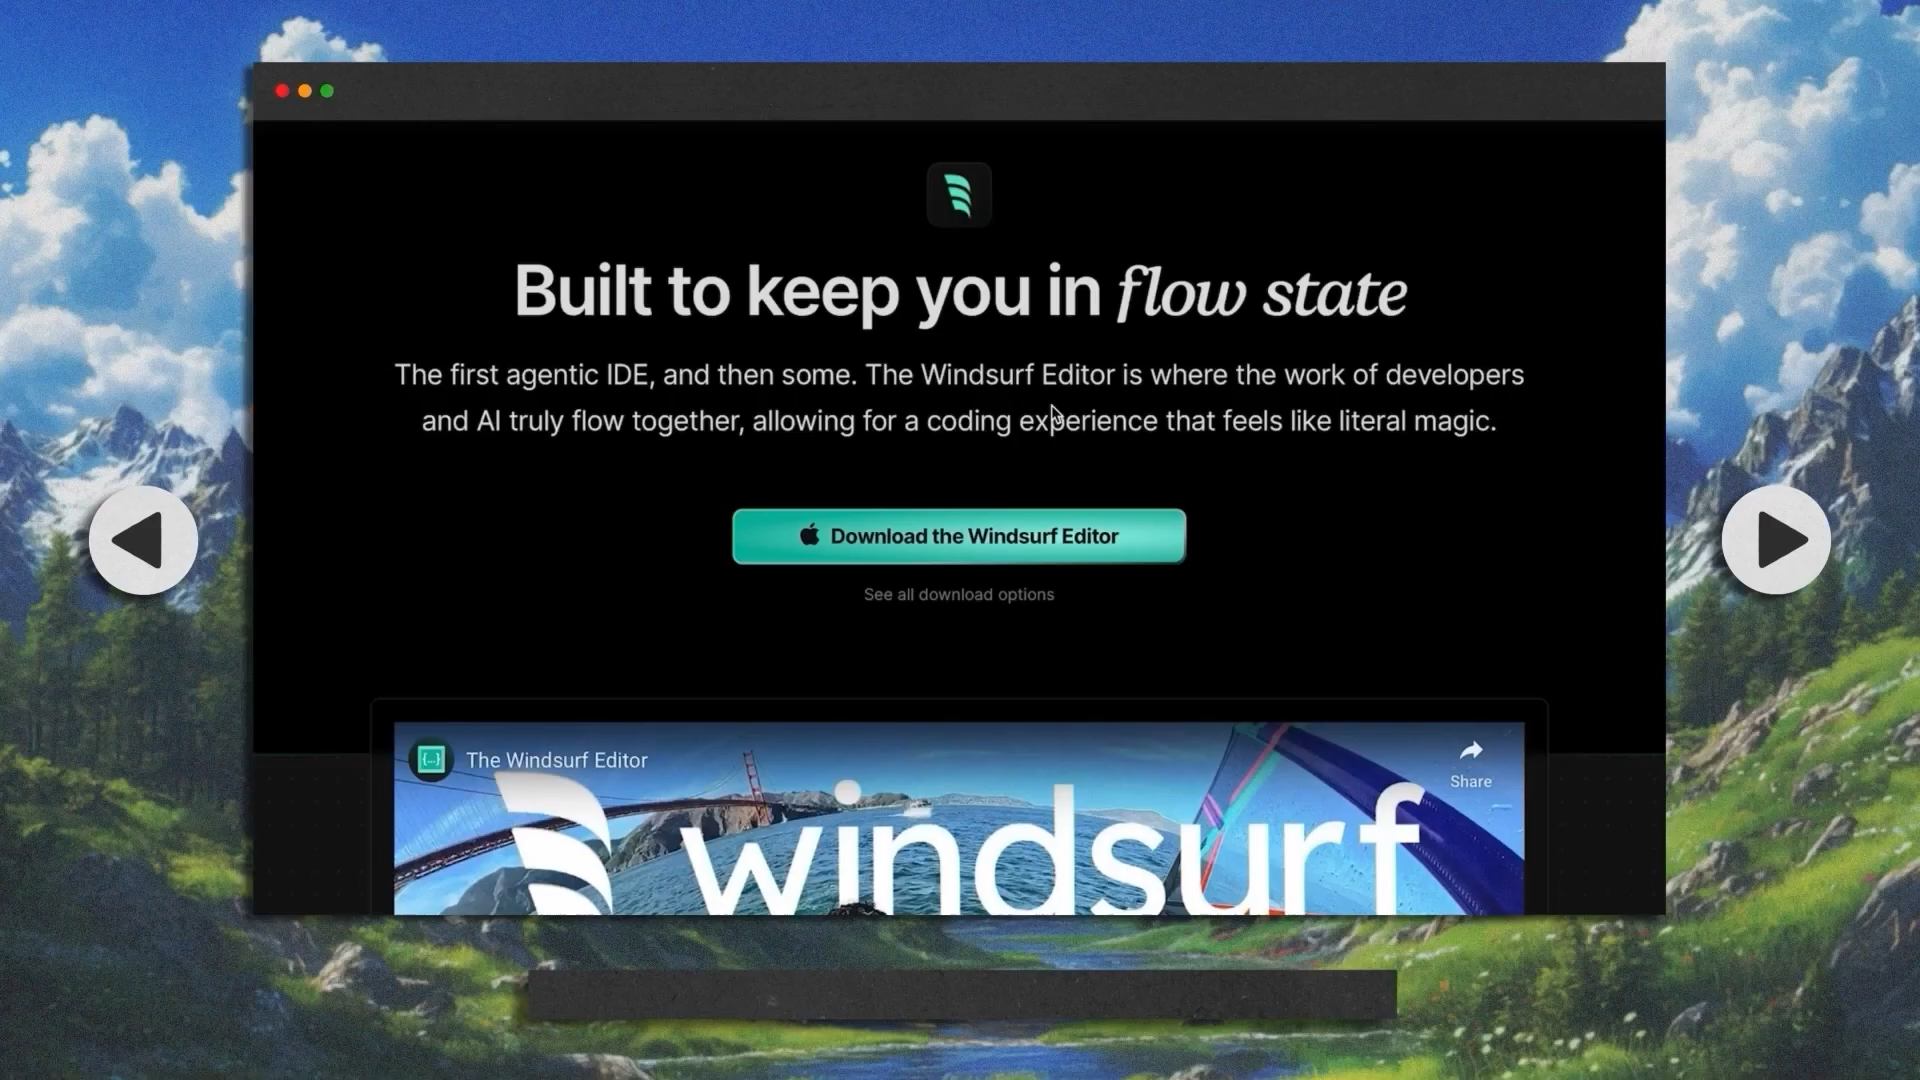 Built to keep you in flow state
The first agentic IDE, and then some. The Windsurf Editor is where the work of developers
and AI truly flow together, allowing for a coding experience that feels like literal magic.
Download the Windsurf Editor
See all download options
{...} The Windsurf Editor
Share
windsurf